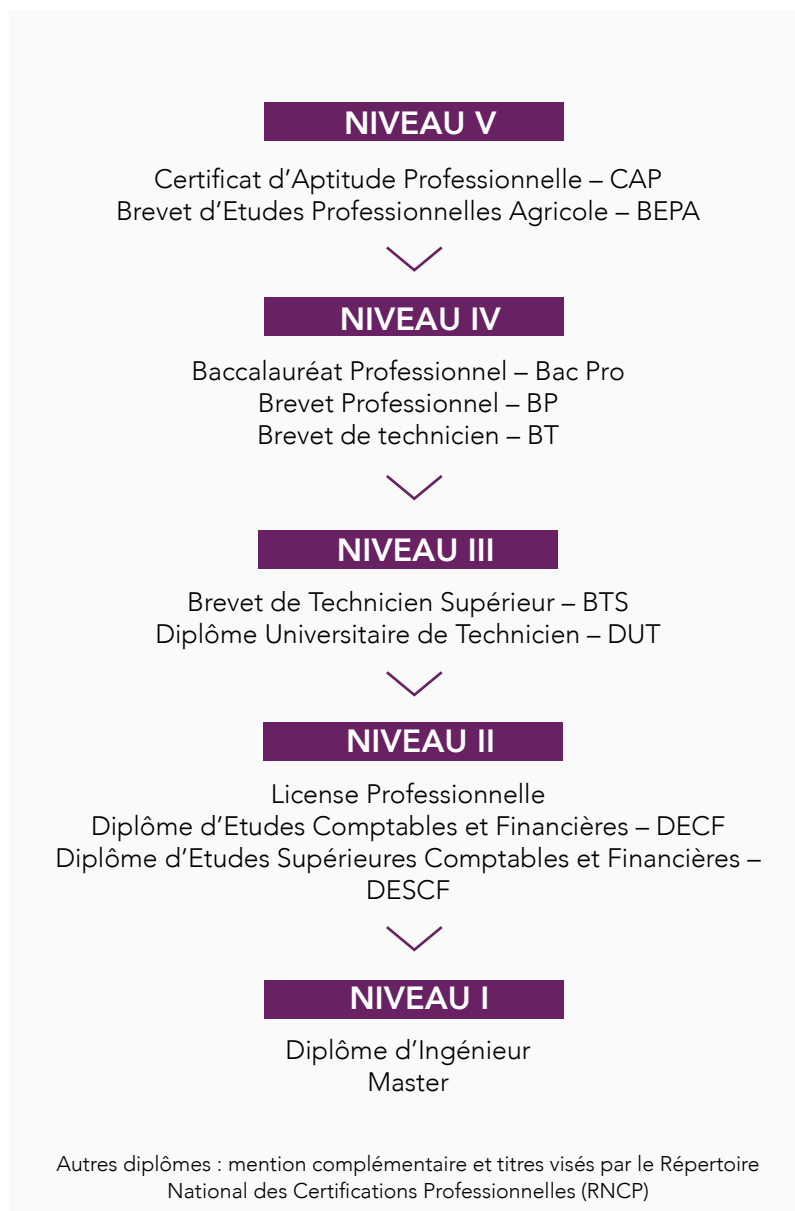 NIVEAU V
Certificat d’Aptitude Professionnelle – CAP
Brevet d’Etudes Professionnelles Agricole – BEPA
NIVEAU IV
Baccalauréat Professionnel – Bac Pro
Brevet Professionnel – BP
Brevet de technicien – BT
NIVEAU III
Brevet de Technicien Supérieur – BTS
Diplôme Universitaire de Technicien – DUT
NIVEAU II
License Professionnelle
Diplôme d’Etudes Comptables et Financières – DECF
Diplôme d’Etudes Supérieures Comptables et Financières –
DESCF
NIVEAU I
Diplôme d’Ingénieur
Master
Autres diplômes : mention complémentaire et titres visés par le Répertoire
National des Certifications Professionnelles (RNCP)